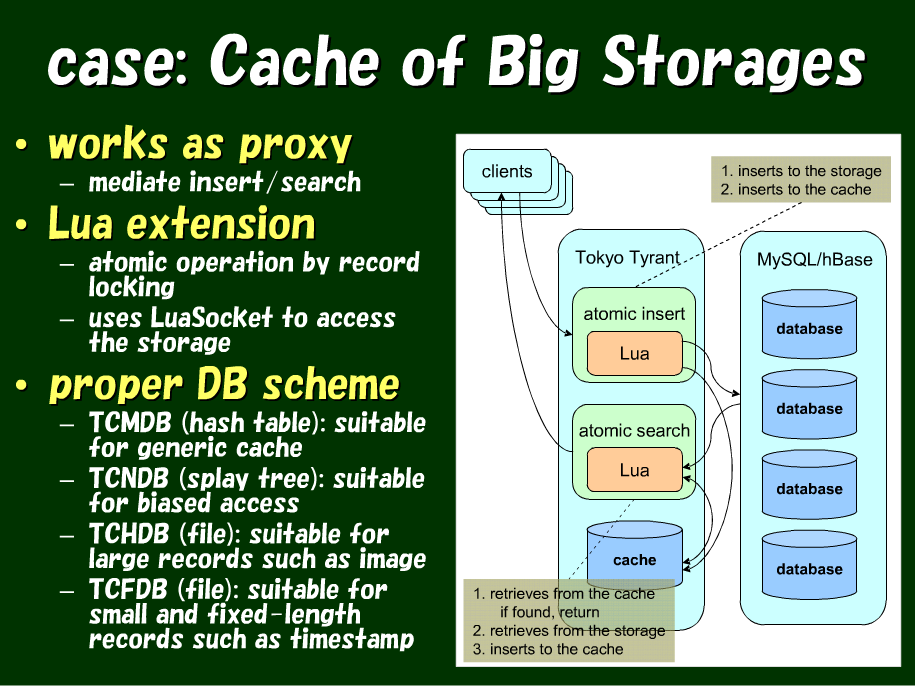 case: Cache of Big Storages
• works as proxy
– mediate insert/search
• Lua extension
– atomic operation by record
locking
– uses LuaSocket to access
the storage
• proper DB scheme
– TCMDB (hash table): suitable
for generic cache
– TCNDB (splay tree): suitable
for biased access
– TCHDB (file): suitable for
large records such as image
– TCFDB (file): suitable for
small and fixed-length
records such as timestamp
clients
1. inserts to the storage
2. inserts to the cache
Tokyo Tyrant
MySQL/hBase
atomic insert
Lua
atomic search
Lua
cache
database
database
database
database
1. retrieves from the cache
if found, return
2. retrieves from the storage
3. inserts to the cache